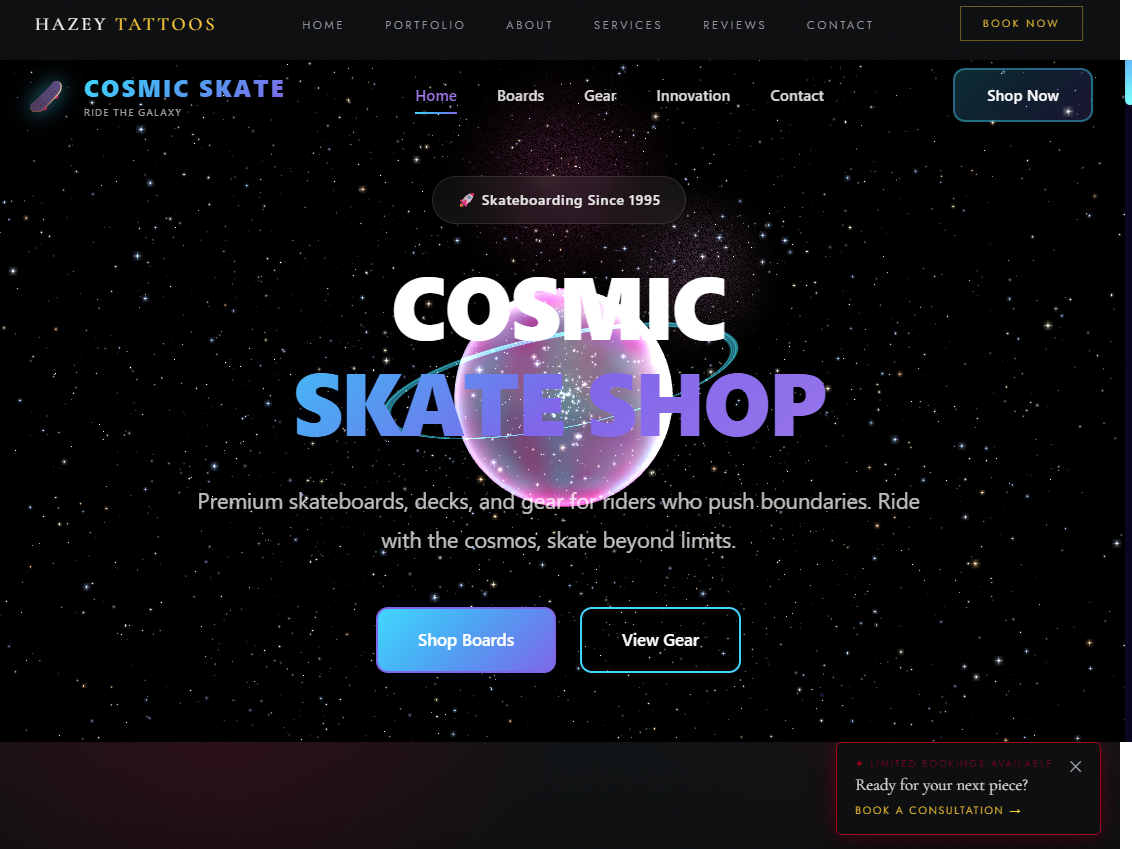 HAZEY TATTOOS
HOME PORTFOLIO ABOUT SERVICES REVIEWS CONTACT
BOOK NOW
COSMIC SKATE
RIDE THE GALAXY
Home Boards Gear Innovation Contact
Shop Now
🚀 Skateboarding Since 1995
COSMIC
SKATE SHOP
Premium skateboards, decks, and gear for riders who push boundaries. Ride
with the cosmos, skate beyond limits.
Shop Boards
View Gear
✦ LIMITED BOOKINGS AVAILABLE
Ready for your next piece?
BOOK A CONSULTATION →